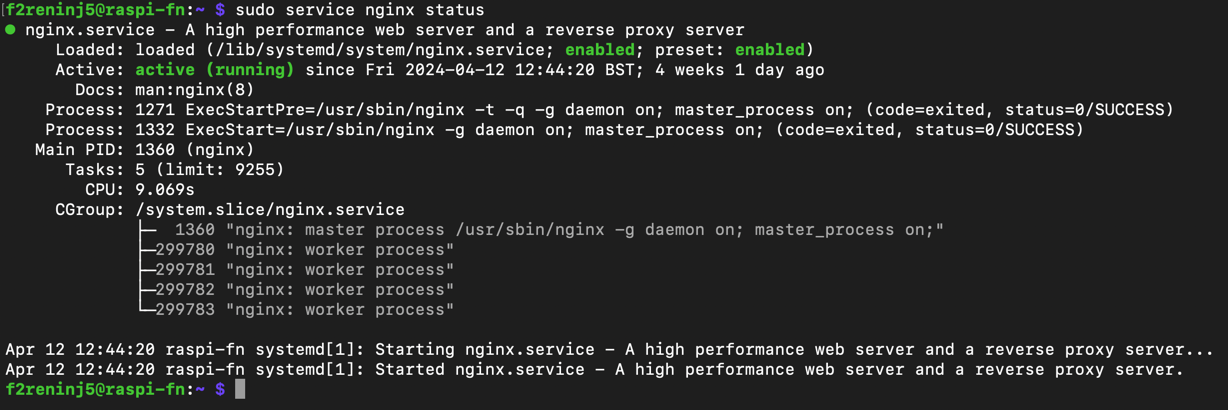 f2reninj5@raspi-fn:~ $ sudo service nginx status
● nginx.service - A high performance web server and a reverse proxy server
     Loaded: loaded (/lib/systemd/system/nginx.service; enabled; preset: enabled)
     Active: active (running) since Fri 2024-04-12 12:44:20 BST; 4 weeks 1 day ago
       Docs: man:nginx(8)
    Process: 1271 ExecStartPre=/usr/sbin/nginx -t -q -g daemon on; master_process on; (code=exited, status=0/SUCCESS)
    Process: 1332 ExecStart=/usr/sbin/nginx -g daemon on; master_process on; (code=exited, status=0/SUCCESS)
   Main PID: 1360 (nginx)
      Tasks: 5 (limit: 9255)
        CPU: 9.069s
     CGroup: /system.slice/nginx.service
             ├─  1360 "nginx: master process /usr/sbin/nginx -g daemon on; master_process on;"
             ├─299780 "nginx: worker process"
             ├─299781 "nginx: worker process"
             ├─299782 "nginx: worker process"
             └─299783 "nginx: worker process"

Apr 12 12:44:20 raspi-fn systemd[1]: Starting nginx.service - A high performance web server and a reverse proxy server...
Apr 12 12:44:20 raspi-fn systemd[1]: Started nginx.service - A high performance web server and a reverse proxy server.
f2reninj5@raspi-fn:~ $